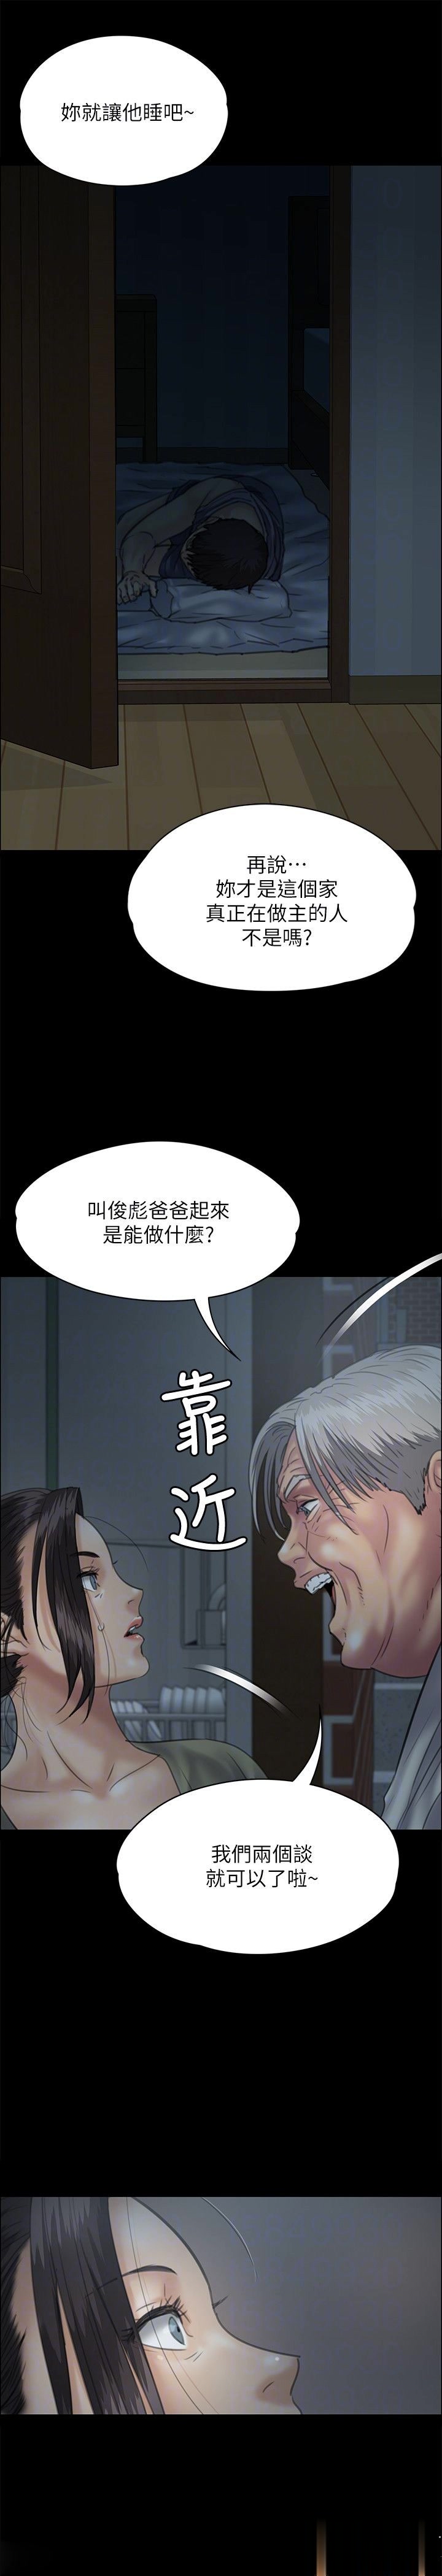 妳就讓他睡吧~
再說…
妳才是這個家
真正在做主的人
不是嗎?
叫俊彪爸爸起來
是能做什麼?
靠近
我們兩個談
就可以了啦~